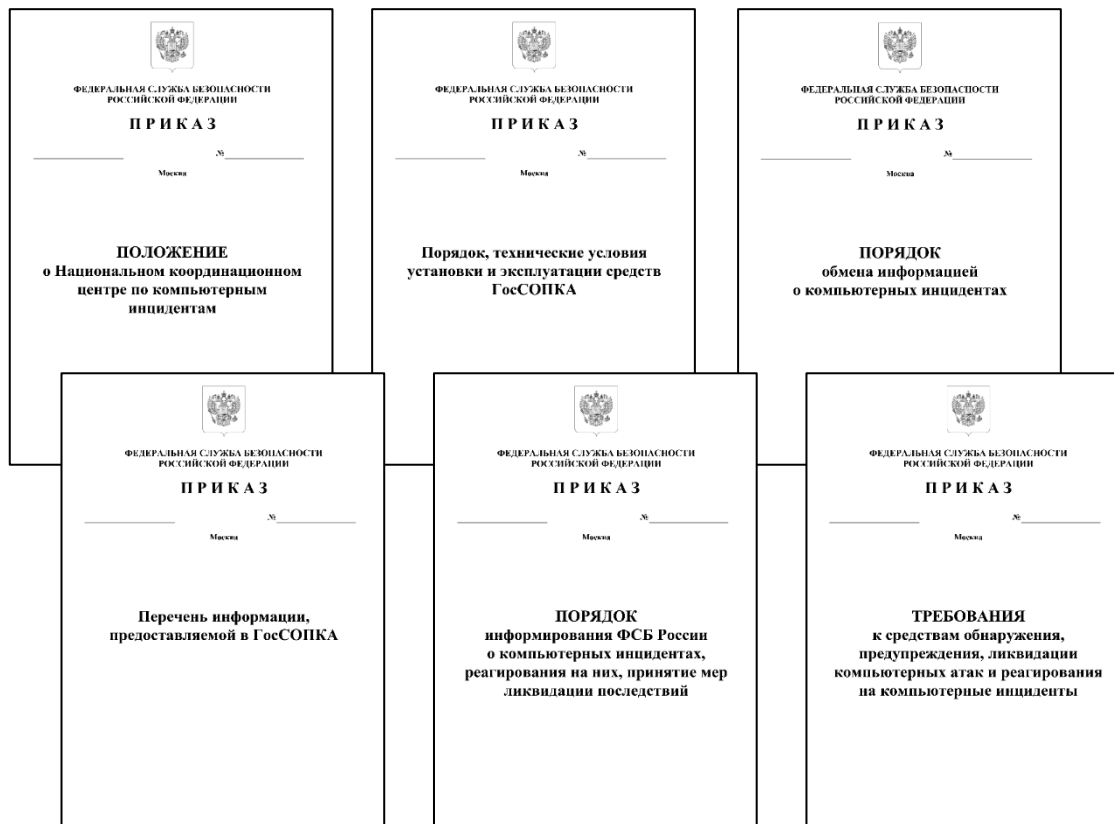 ФЕДЕРАЛЬНАЯ СЛУЖБА БЕЗОПАСНОСТИ
РОССИЙСКОЙ ФЕДЕРАЦИИ
П Р И К А З
№
Москва
ПОЛОЖЕНИЕ
о Национальном координационном
центре по компьютерным
инцидентам
ФЕДЕРАЛЬНАЯ СЛУЖБА БЕЗОПАСНОСТИ
РОССИЙСКОЙ ФЕДЕРАЦИИ
П Р И К А З
№
Москва
Порядок, технические условия
установки и эксплуатации средств
ГосСОПКА
ФЕДЕРАЛЬНАЯ СЛУЖБА БЕЗОПАСНОСТИ
РОССИЙСКОЙ ФЕДЕРАЦИИ
П Р И К А З
№
Москва
ПОРЯДОК
обмена информацией
о компьютерных инцидентах
ФЕДЕРАЛЬНАЯ СЛУЖБА БЕЗОПАСНОСТИ
РОССИЙСКОЙ ФЕДЕРАЦИИ
П Р И К А З
№
Москва
Перечень информации,
предоставляемой в ГосСОПКА
ФЕДЕРАЛЬНАЯ СЛУЖБА БЕЗОПАСНОСТИ
РОССИЙСКОЙ ФЕДЕРАЦИИ
П Р И К А З
№
Москва
ПОРЯДОК
информирования ФСБ России
о компьютерных инцидентах,
реагирования на них, принятие мер
ликвидации последствий
ФЕДЕРАЛЬНАЯ СЛУЖБА БЕЗОПАСНОСТИ
РОССИЙСКОЙ ФЕДЕРАЦИИ
П Р И К А З
№
Москва
ТРЕБОВАНИЯ
к средствам обнаружения,
предупреждения, ликвидации
компьютерных атак и реагирования
на компьютерные инциденты